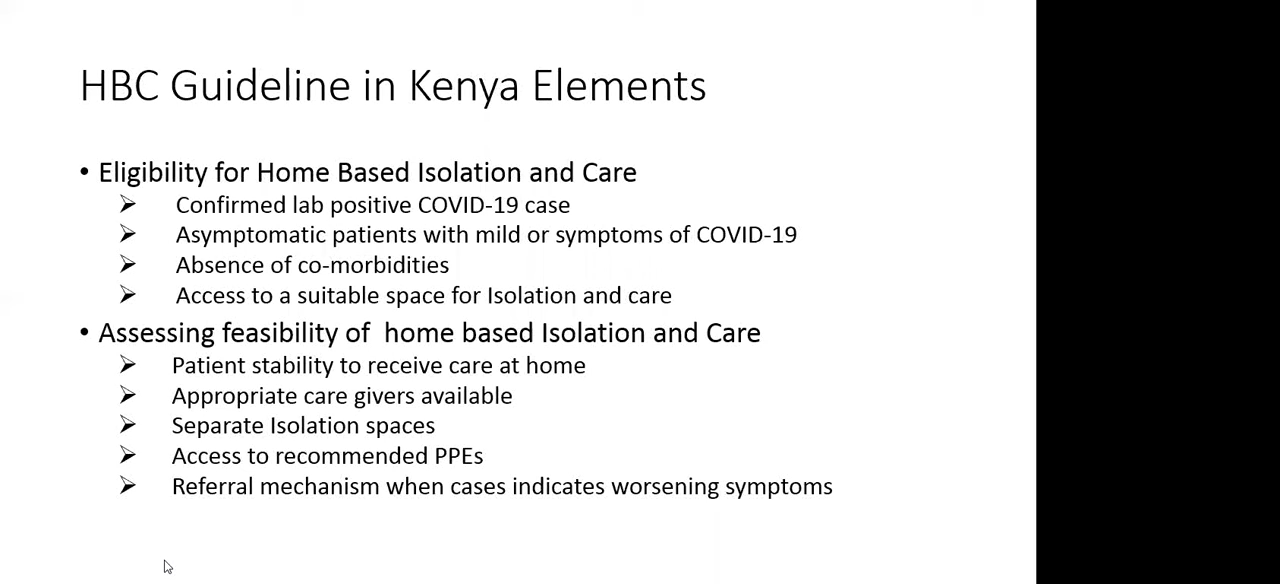 HBC Guideline in Kenya Elements
• Eligibility for Home Based Isolation and Care
➢ Confirmed lab positive COVID-19 case
➢ Asymptomatic patients with mild or symptoms of COVID-19
➢ Absence of co-morbidities
➢ Access to a suitable space for Isolation and care
• Assessing feasibility of  home based Isolation and Care
➢ Patient stability to receive care at home
➢ Appropriate care givers available
➢ Separate Isolation spaces
➢ Access to recommended PPEs
➢ Referral mechanism when cases indicates worsening symptoms